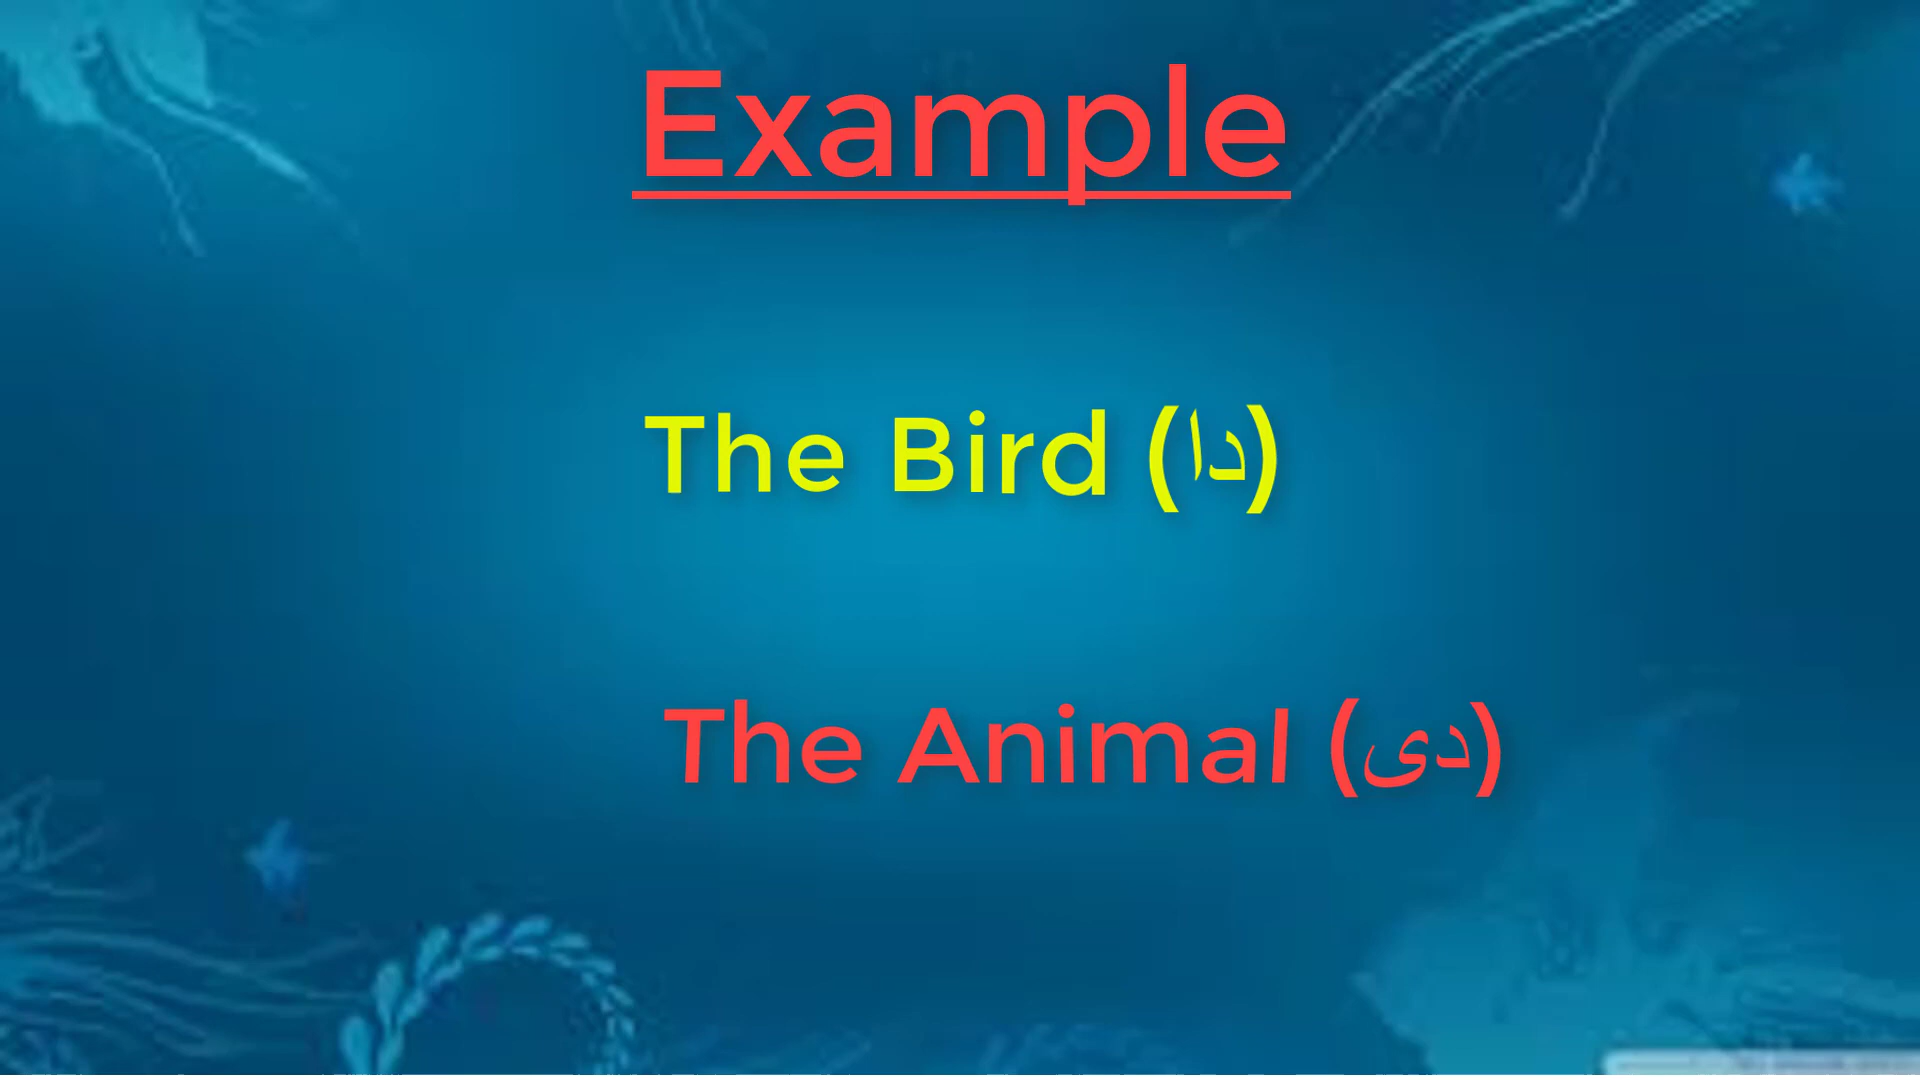 Example
The Bird (دا)
The Animal (دی)